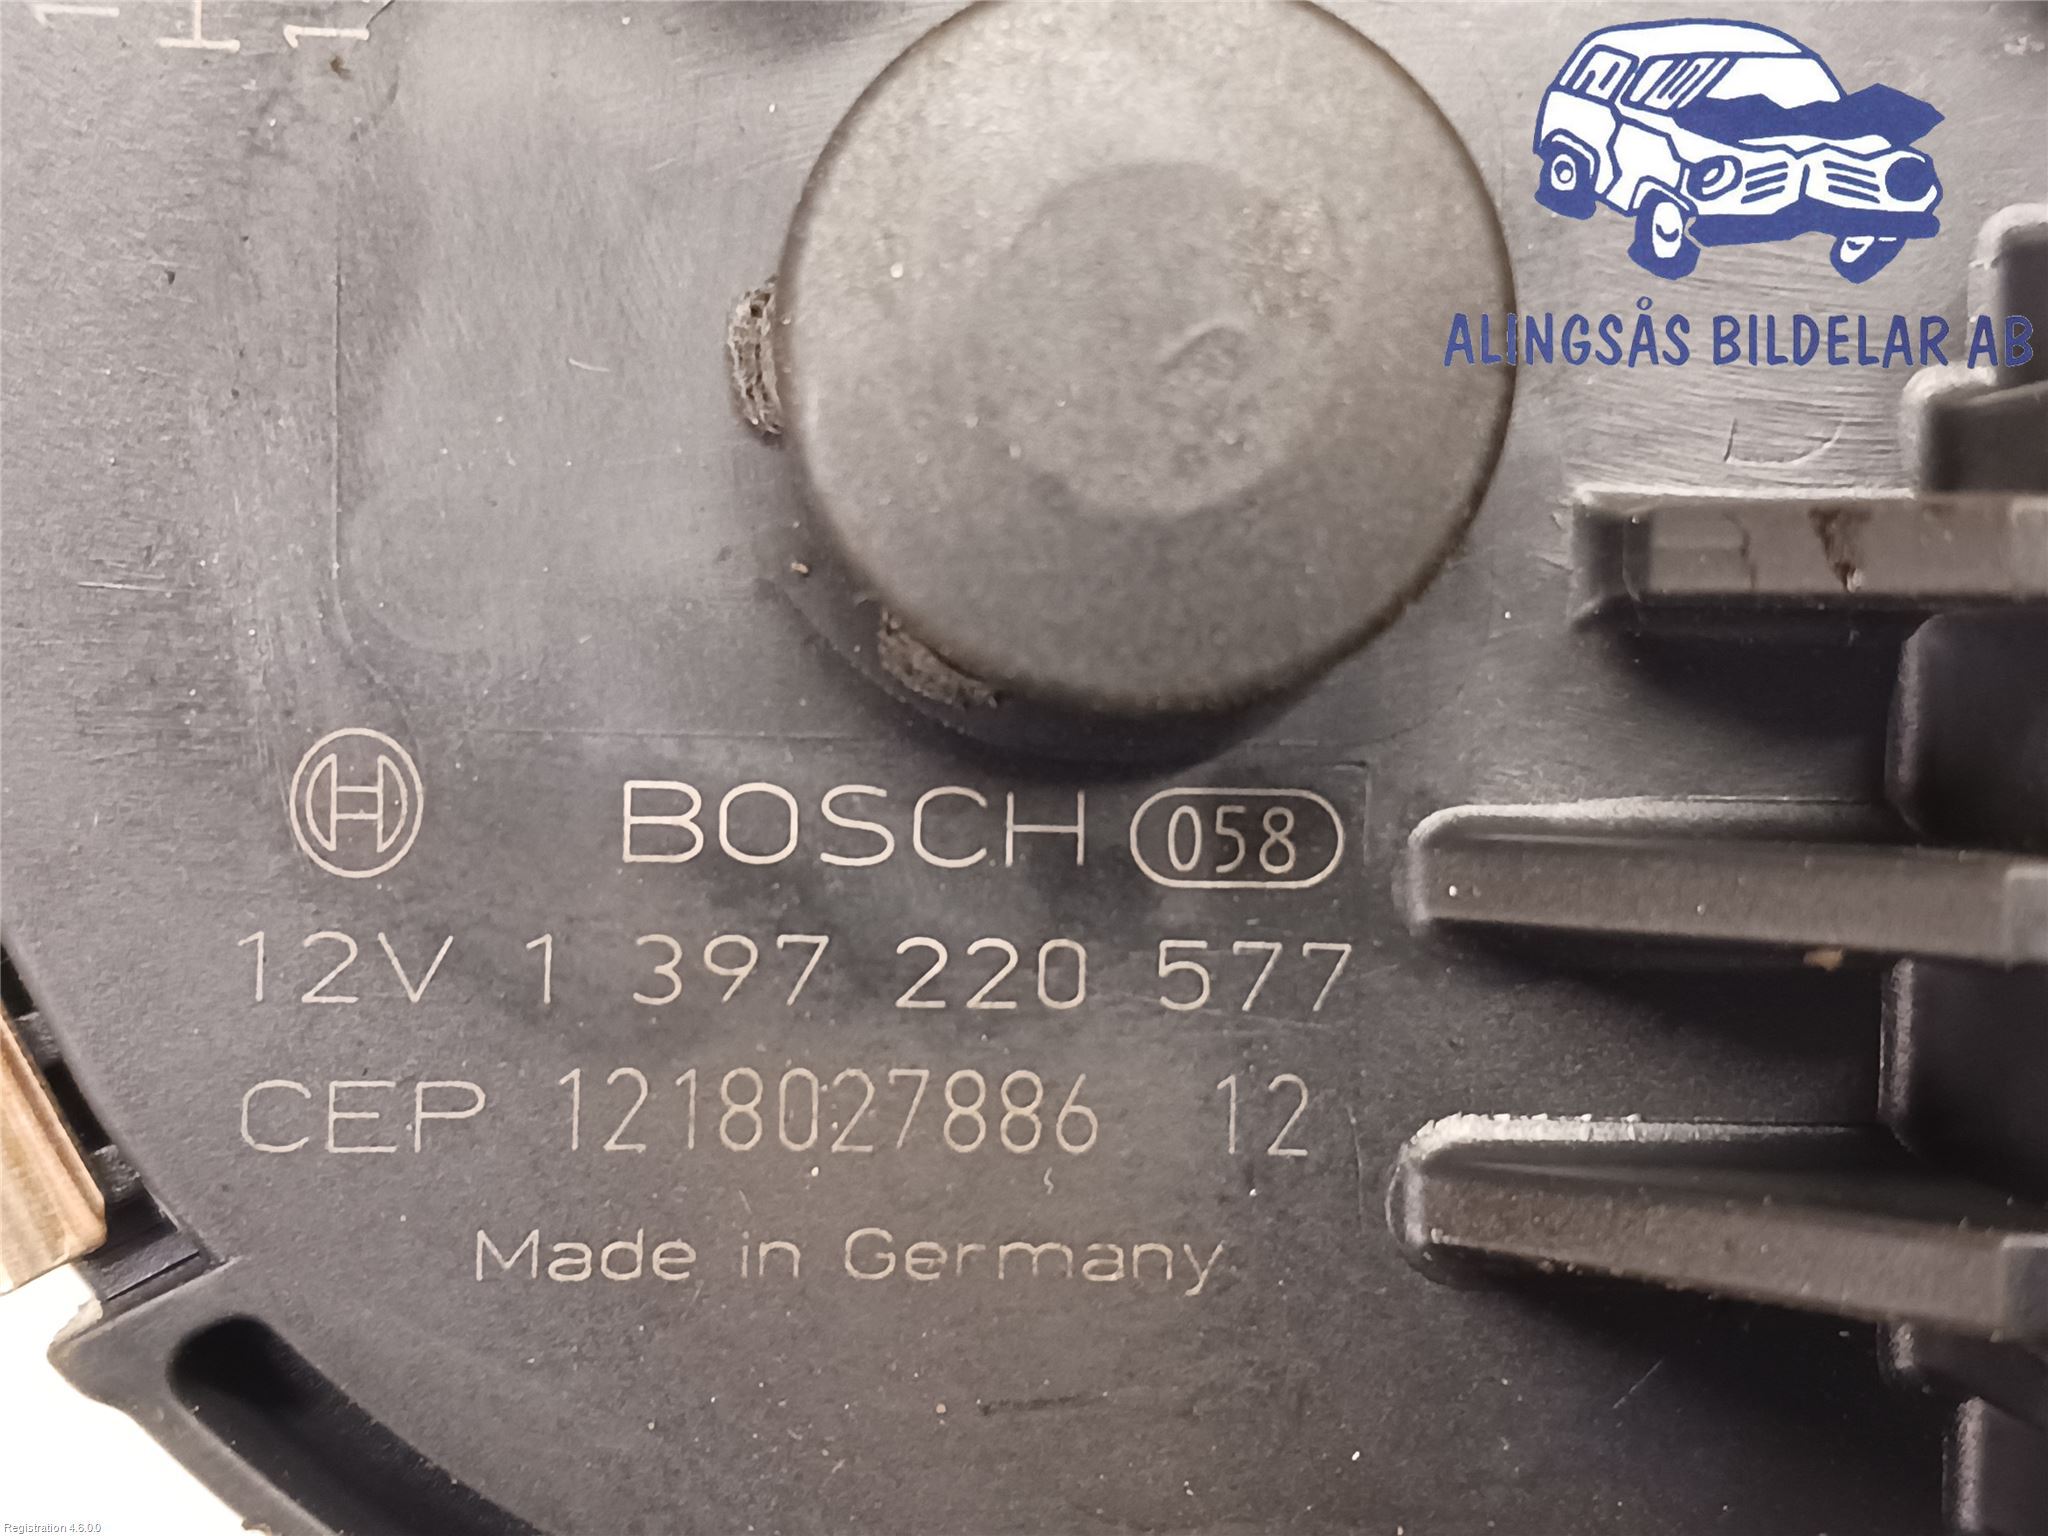 ALINGSÅS BILDELAR AB
BOSCH 058
12V 1 397 220 577
CEP 1218027886 12
Made in Germany
Registration 4.6.0.0